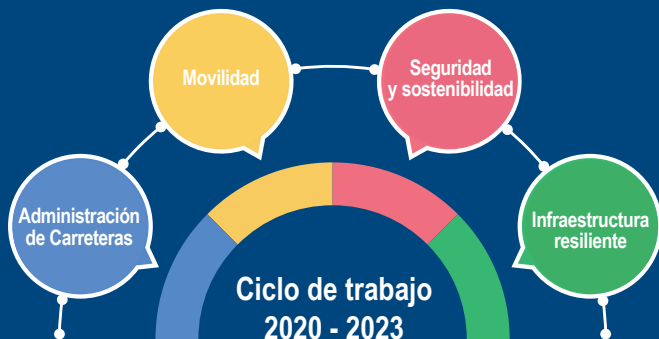 Movilidad
Seguridad
y sostenibilidad
Administración
de Carreteras
Infraestructura
resiliente
Ciclo de trabajo
2020 - 2023